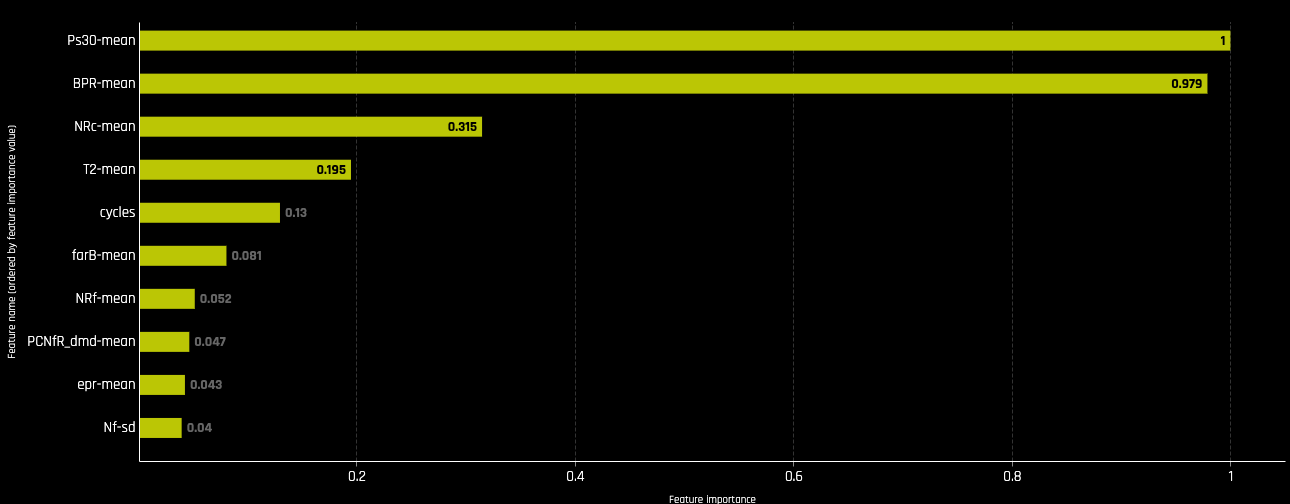 Ps30-mean
1
BPR-mean
0.979
NRc-mean
0.315
T2-mean
0.195
cycles
0.13
farB-mean
0.081
NRf-mean
0.052
PCNfR_dmd-mean
0.047
epr-mean
0.043
Nf-sd
0.04
0.2
0.4
0.6
0.8
1
Feature importance
Feature name (ordered by feature importance value)